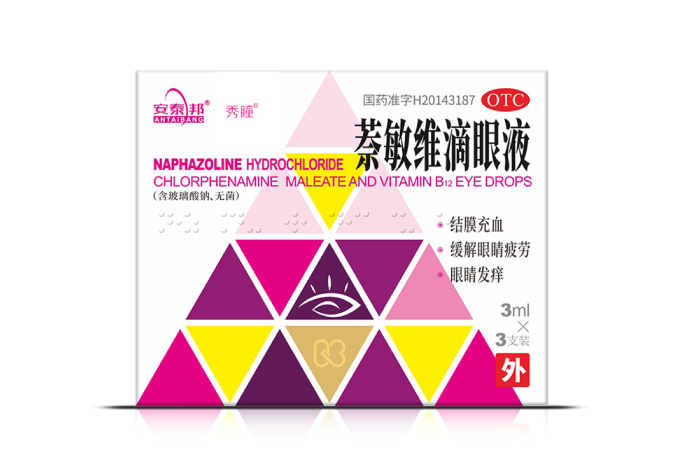 安泰邦®
ANTAIBANG
秀瞳®
国药准字H20143187
OTC
萘敏维滴眼液
NAPHAZOLINE HYDROCHLORIDE
CHLORPHENAMINE MALEATE AND VITAMIN B12 EYE DROPS
(含玻璃酸钠、无菌)
结膜充血
缓解眼睛疲劳
眼睛发痒
3ml
×
3支装
外